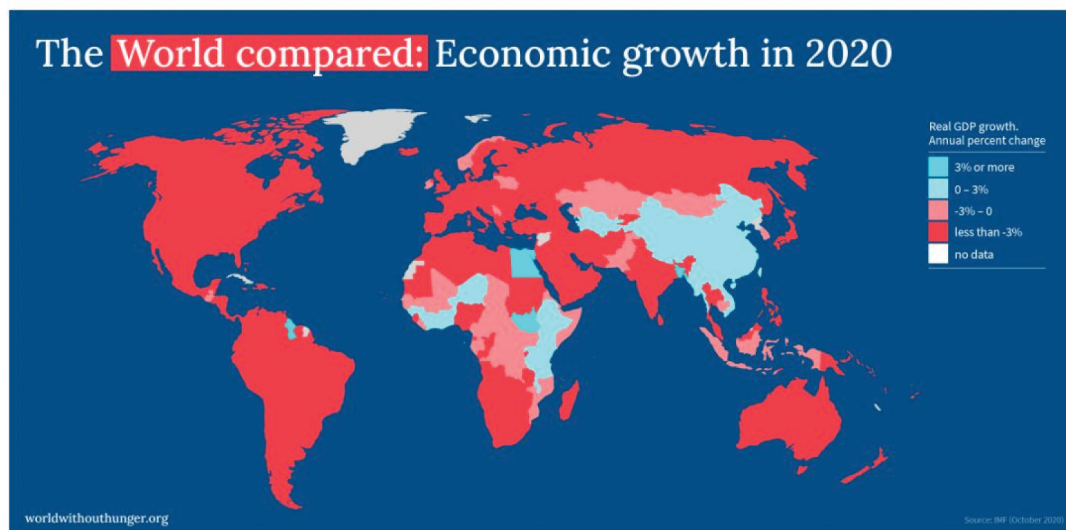 The World compared: Economic growth in 2020
Real GDP growth.
Annual percent change
3% or more
0 – 3%
-3% – 0
less than -3%
no data
worldwithouthunger.org
Source: IMF (October 2020)